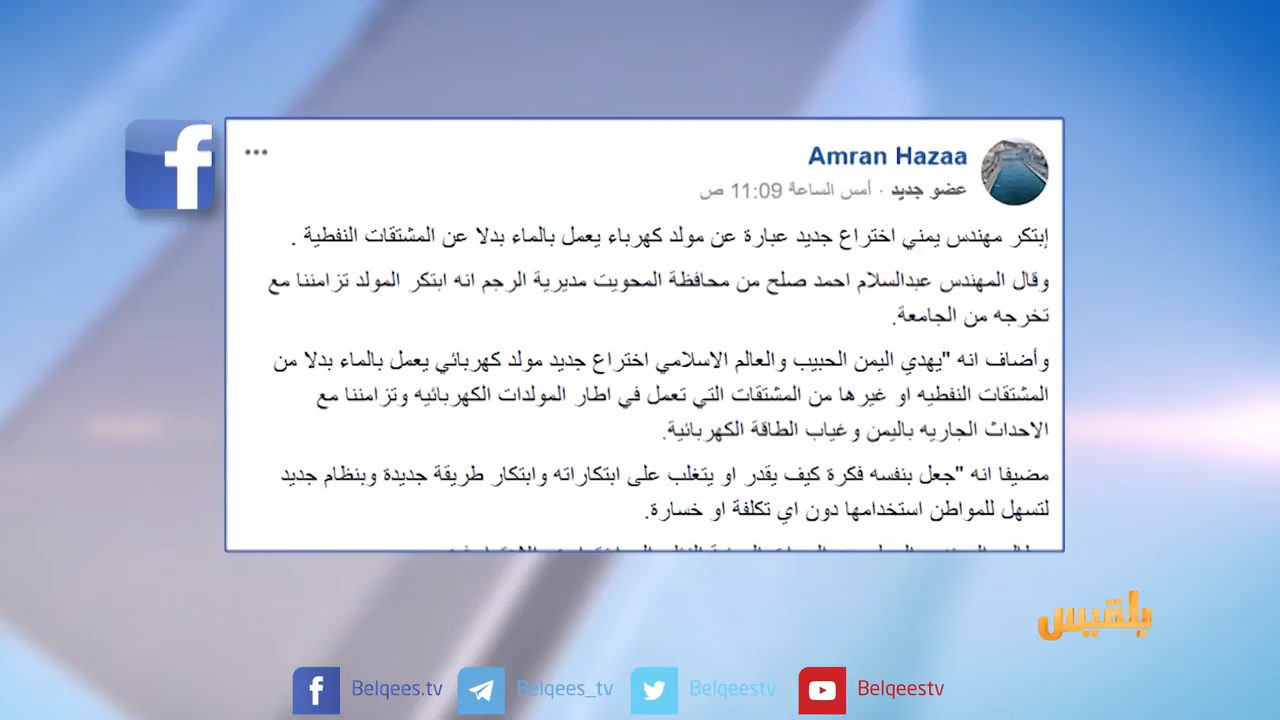 Amran Hazaa
عضو جديد · أمس الساعة 11:09 ص
إبتكر مهندس يمني اختراع جديد عبارة عن مولد كهرباء يعمل بالماء بدلا عن المشتقات النفطية .
وقال المهندس عبدالسلام احمد صلح من محافظة المحويت مديرية الرجم انه ابتكر المولد تزامننا مع
تخرجه من الجامعة.
وأضاف انه "يهدي اليمن الحبيب والعالم الاسلامي اختراع جديد مولد كهربائي يعمل بالماء بدلا من
المشتقات النفطيه او غيرها من المشتقات التي تعمل في اطار المولدات الكهربائيه وتزامننا مع
الاحداث الجاريه باليمن وغياب الطاقة الكهربائية.
مضيفا انه "جعل بنفسه فكرة كيف يقدر او يتغلب على ابتكاراته وابتكار طريقة جديدة وبنظام جديد
لتسهل للمواطن استخدامها دون اي تكلفة او خسارة.
بلقيس
Belqees.tv
Belqees_tv
Belqeestv
Belqeestv